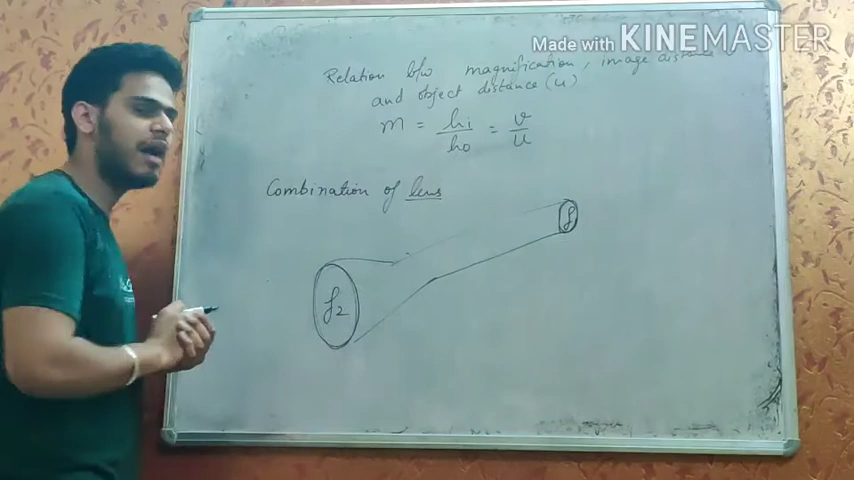 Made with KINEMASTER
Relation b/w magnification, image distance
and object distance (u)
m = hi/ho = v/u
Combination of lens
f
f2